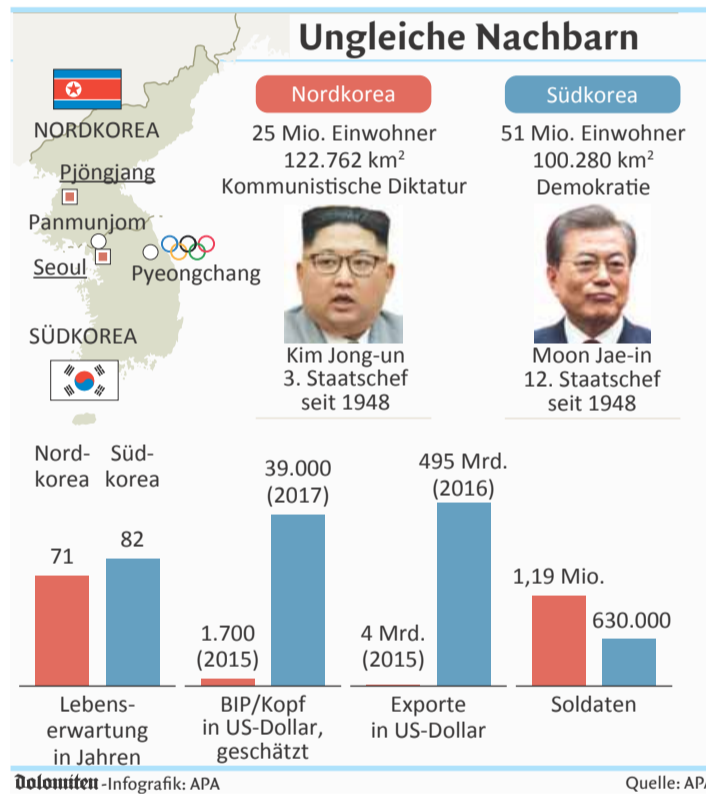 Ungleiche Nachbarn
NORDKOREA
Pjöngjang
Panmunjom
Seoul
Pyeongchang
SÜDKOREA
Nordkorea
25 Mio. Einwohner
122.762 km²
Kommunistische Diktatur
Kim Jong-un
3. Staatschef
seit 1948
Südkorea
51 Mio. Einwohner
100.280 km²
Demokratie
Moon Jae-in
12. Staatschef
seit 1948
Nord-
korea
Süd-
korea
71
82
Lebens-
erwartung
in Jahren
1.700
(2015)
39.000
(2017)
BIP/Kopf
in US-Dollar,
geschätzt
4 Mrd.
(2015)
495 Mrd.
(2016)
Exporte
in US-Dollar
1,19 Mio.
630.000
Soldaten
Dolomiten-Infografik: APA
Quelle: APA